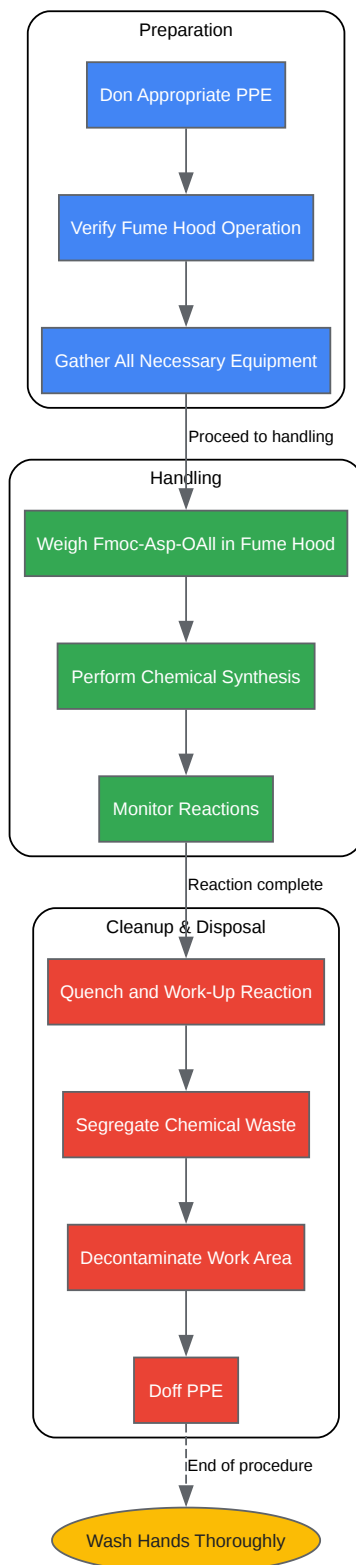 Preparation
Don Appropriate PPE
Verify Fume Hood Operation
Gather All Necessary Equipment
Proceed to handling
Handling
Weigh Fmoc-Asp-OAll in Fume Hood
Perform Chemical Synthesis
Monitor Reactions
Reaction complete
Cleanup & Disposal
Quench and Work-Up Reaction
Segregate Chemical Waste
Decontaminate Work Area
Doff PPE
End of procedure
Wash Hands Thoroughly